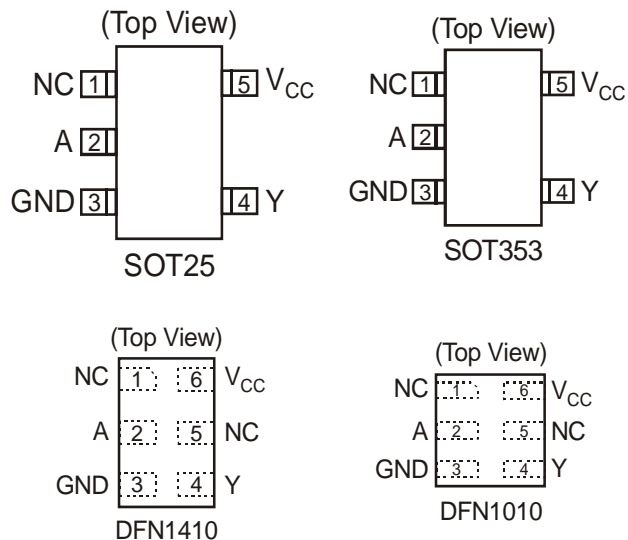 (Top View)
NC 1 5 VCC
A 2
GND 3 4 Y
SOT25
(Top View)
NC 1 5 VCC
A 2
GND 3 4 Y
SOT353
(Top View)
NC 1 6 VCC
A 2 5 NC
GND 3 4 Y
DFN1410
(Top View)
NC 1 6 VCC
A 2 5 NC
GND 3 4 Y
DFN1010